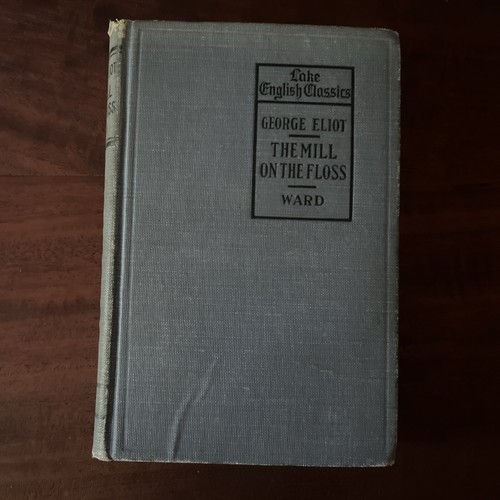 Lake
English Classics
GEORGE ELIOT
THE MILL
ON THE FLOSS
WARD